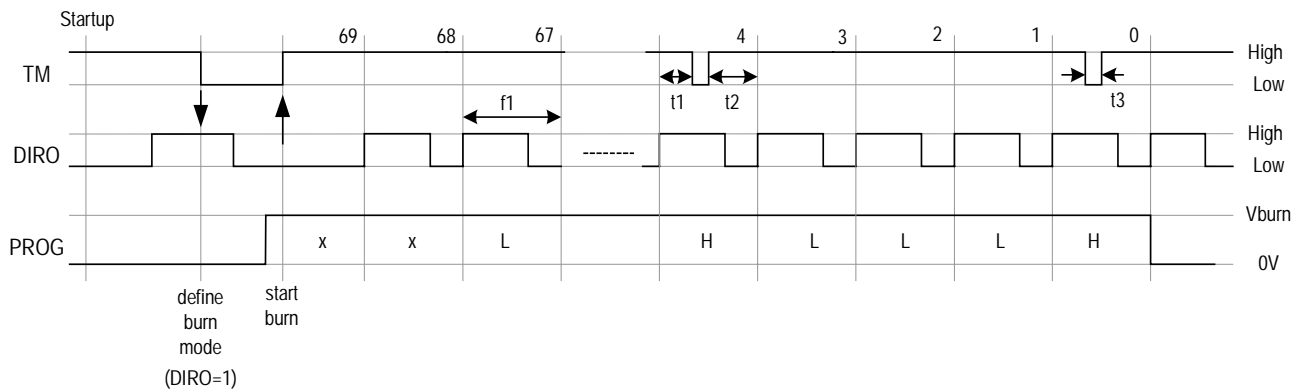 Startup
69 68 67 4 3 2 1 0
TM
High
Low
t1 t2 t3
f1
DIRO
High
Low
PROG
x x L H L L L H
Vburn
0V
define
burn
mode
(DIRO=1)
start
burn